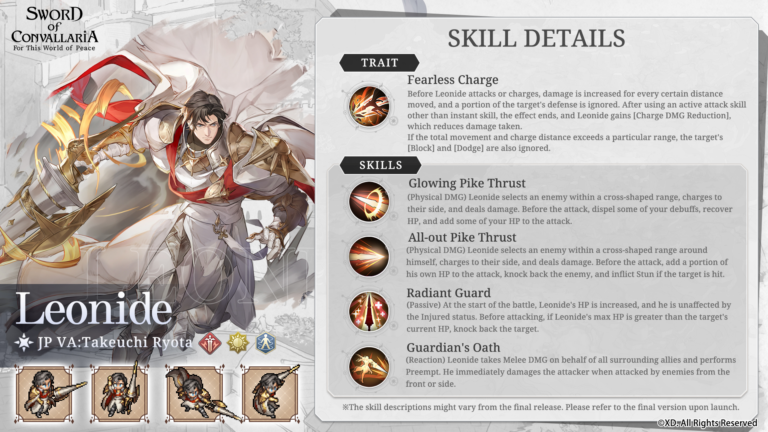 SWORD
of
CONVALLARIA
For This World of Peace
Leonide
JP VA:Takeuchi Ryota
SKILL DETAILS
TRAIT
Fearless Charge
Before Leonide attacks or charges, damage is increased for every certain distance
moved, and a portion of the target's defense is ignored. After using an active attack skill
other than instant skill, the effect ends, and Leonide gains [Charge DMG Reduction],
which reduces damage taken.
If the total movement and charge distance exceeds a particular range, the target's
[Block] and [Dodge] are also ignored.
SKILLS
Glowing Pike Thrust
(Physical DMG) Leonide selects an enemy within a cross-shaped range, charges to
their side, and deals damage. Before the attack, dispel some of your debuffs, recover
HP, and add some of your HP to the attack.
All-out Pike Thrust
(Physical DMG) Leonide selects an enemy within a cross-shaped range around
himself, charges to their side, and deals damage. Before the attack, add a portion of
his own HP to the attack, knock back the enemy, and inflict Stun if the target is hit.
Radiant Guard
(Passive) At the start of the battle, Leonide's HP is increased, and he is unaffected by
the Injured status. Before attacking, if Leonide's max HP is greater than the target's
current HP, knock back the target.
Guardian's Oath
(Reaction) Leonide takes Melee DMG on behalf of all surrounding allies and performs
Preempt. He immediately damages the attacker when attacked by enemies from the
front or side.
※The skill descriptions might vary from the final release. Please refer to the final version upon launch.
©XD. All Rights Reserved